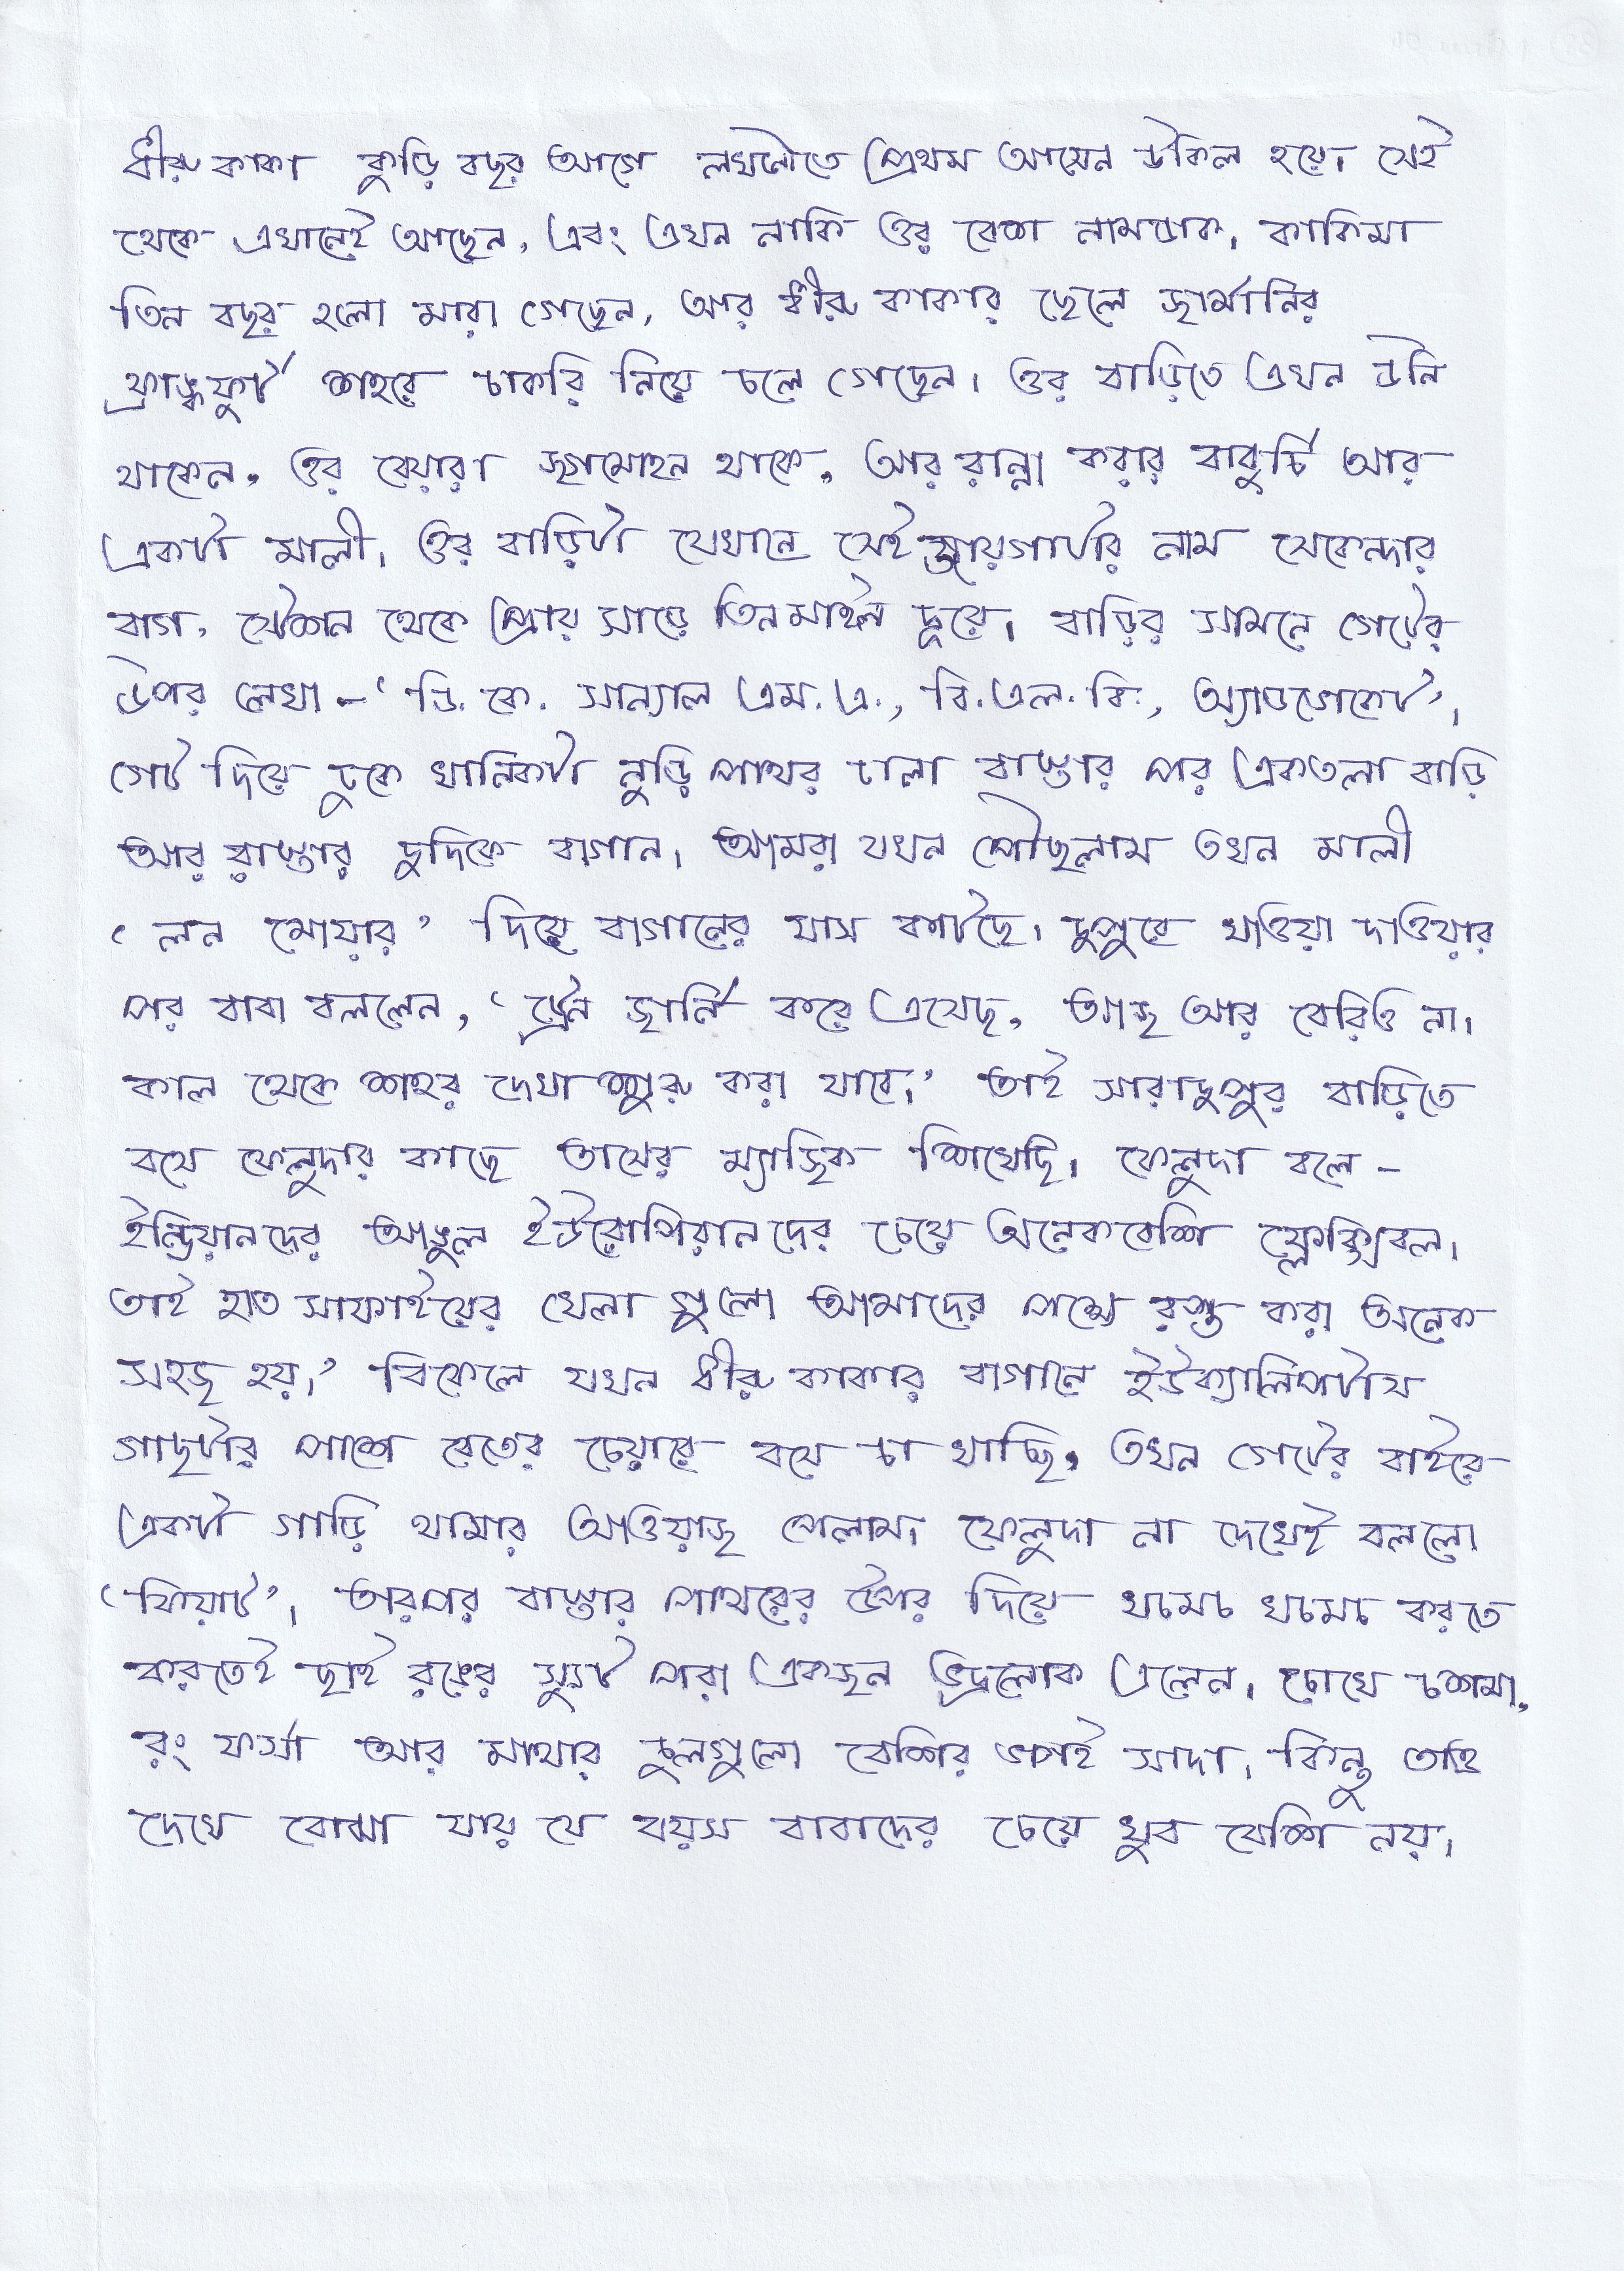 ধীরু কাকা কুড়ি বছর আগে লখনৌতে প্রথম আসেন উকিল হয়ে। সেই
থেকে এখানেই আছেন, এবং এখন নাকি ওর বেশ নামডাক। কাকিমা
তিন বছর হলো মারা গেছেন, আর ধীরু কাকার ছেলে জার্মানির
ফ্রাঙ্কফুর্ট শহরে চাকরি নিয়ে চলে গেছেন। ওর বাড়িতে এখন উনি
থাকেন, ওর বেয়ারা জগমোহন থাকে, আর রান্না করার বাবুর্চি আর
একটা মালী। ওর বাড়িটা যেখানে সেই জায়গাটার নাম সেকেন্দার
বাগ, স্টেশন থেকে প্রায় সাড়ে তিনমাইল দূরে। বাড়ির সামনে গেটের
উপর লেখা - ‘ ডি. কে. সান্যাল এম. এ., বি. এল. বি., অ্যাডভোকেট’।
গেট দিয়ে ঢুকে খানিকটা নুড়ি পাথর ঢালা রাস্তার পর একতলা বাড়ি
আর রাস্তার দুদিকে বাগান। আমরা যখন পৌছলাম তখন মালী
‘ লন মোয়ার’ দিয়ে বাগানের ঘাস কাটছে। দুপুরে খাওয়া দাওয়ার
পর বাবা বললেন, ‘ ট্রেন জার্নি করে এসেছ, আজ আর বেরিও না।
কাল থেকে শহর দেখা শুরু করা যাবে।’ তাই সারাদুপুর বাড়িতে
বসে ফেলুদার কাছে তাসের ম্যাজিক শিখেছি। ফেলুদা বলে -
ইন্ডিয়ানদের আঙুল ইউরোপিয়ানদের চেয়ে অনেকবেশি ফ্লেক্সিবল।
তাই হাত সাফাইয়ের খেলা গুলো আমাদের পক্ষে রপ্ত করা অনেক
সহজ হয়।’ বিকেলে যখন ধীরু কাকার বাগানে ইউক্যালিপটাস
গাছটার পাশে বেতের চেয়ারে বসে চা খাচ্ছি, তখন গেটের বাইরে
একটা গাড়ি থামার আওয়াজ পেলাম। ফেলুদা না দেখেই বললো
‘ফিয়াট’। তারপর রাস্তার পাথরের উপর দিয়ে খচমচ খচমচ করতে
করতেই ছাই রঙের স্যুট পরা একজন ভদ্রলোক এলেন। চোখে চশমা,
রং ফর্সা আর মাথার চুলগুলো বেশির ভাগই সাদা। কিন্তু তাও
দেখে বোঝা যায় যে বয়স বাবাদের চেয়ে খুব বেশি নয়।